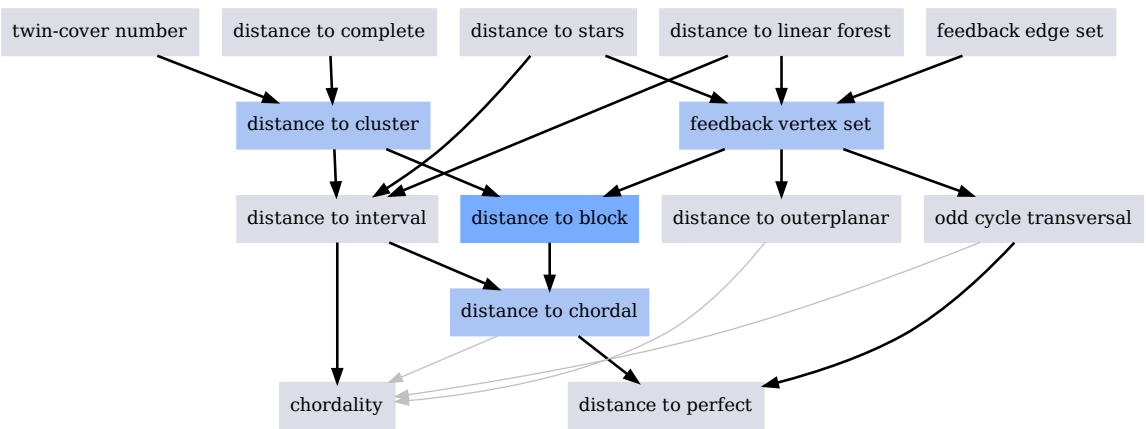 twin-cover number
distance to complete
distance to stars
distance to linear forest
feedback edge set
distance to cluster
feedback vertex set
distance to interval
distance to block
distance to outerplanar
odd cycle transversal
distance to chordal
chordality
distance to perfect